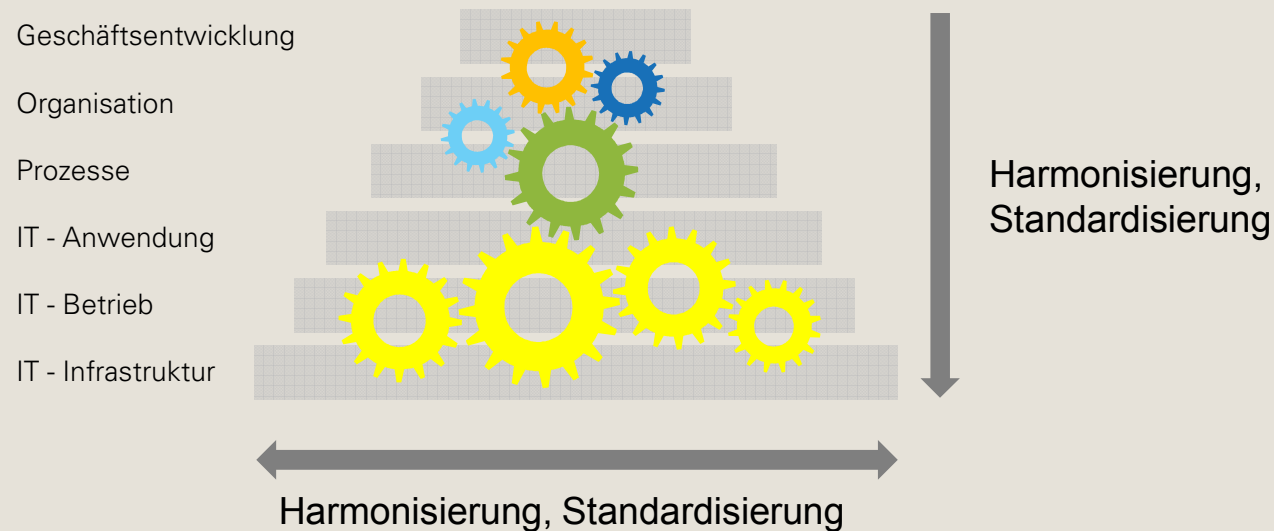 Geschäftsentwicklung
Organisation
Prozesse
IT - Anwendung
IT - Betrieb
IT - Infrastruktur
Harmonisierung,
Standardisierung
Harmonisierung, Standardisierung